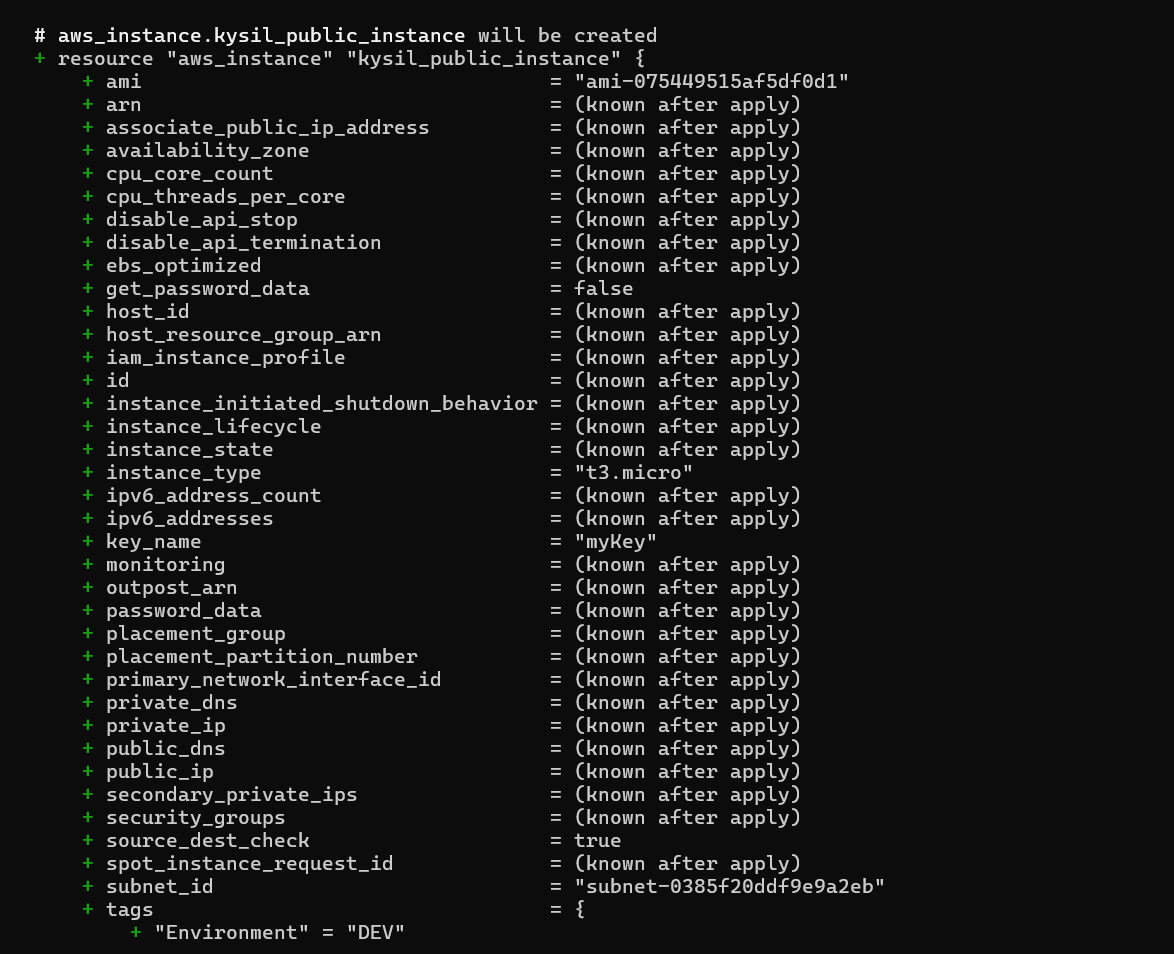 # aws_instance.kysil_public_instance will be created
+ resource "aws_instance" "kysil_public_instance" {
+ ami = "ami-075449515af5df0d1"
+ arn = (known after apply)
+ associate_public_ip_address = (known after apply)
+ availability_zone = (known after apply)
+ cpu_core_count = (known after apply)
+ cpu_threads_per_core = (known after apply)
+ disable_api_stop = (known after apply)
+ disable_api_termination = (known after apply)
+ ebs_optimized = (known after apply)
+ get_password_data = false
+ host_id = (known after apply)
+ host_resource_group_arn = (known after apply)
+ iam_instance_profile = (known after apply)
+ id = (known after apply)
+ instance_initiated_shutdown_behavior = (known after apply)
+ instance_lifecycle = (known after apply)
+ instance_state = (known after apply)
+ instance_type = "t3.micro"
+ ipv6_address_count = (known after apply)
+ ipv6_addresses = (known after apply)
+ key_name = "myKey"
+ monitoring = (known after apply)
+ outpost_arn = (known after apply)
+ password_data = (known after apply)
+ placement_group = (known after apply)
+ placement_partition_number = (known after apply)
+ primary_network_interface_id = (known after apply)
+ private_dns = (known after apply)
+ private_ip = (known after apply)
+ public_dns = (known after apply)
+ public_ip = (known after apply)
+ secondary_private_ips = (known after apply)
+ security_groups = (known after apply)
+ source_dest_check = true
+ spot_instance_request_id = (known after apply)
+ subnet_id = "subnet-0385f20ddf9e9a2eb"
+ tags = {
+ "Environment" = "DEV"